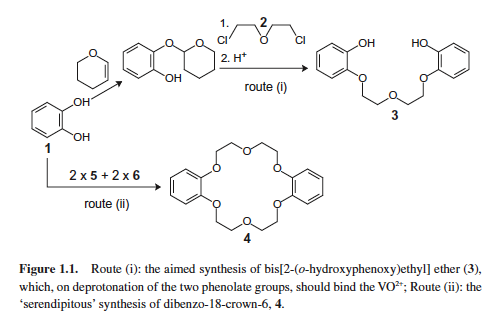 1.
2
Cl
O
Cl
2. H⁺
route (i)
O
O
O
OH
OH
HO
O
O
O
3
OH
OH
1
2 x 5 + 2 x 6
route (ii)
O
O
O
O
O
O
4
Figure 1.1. Route (i): the aimed synthesis of bis[2-(o-hydroxyphenoxy)ethyl] ether (3),
which, on deprotonation of the two phenolate groups, should bind the VO²⁺; Route (ii): the
‘serendipitous’ synthesis of dibenzo-18-crown-6, 4.